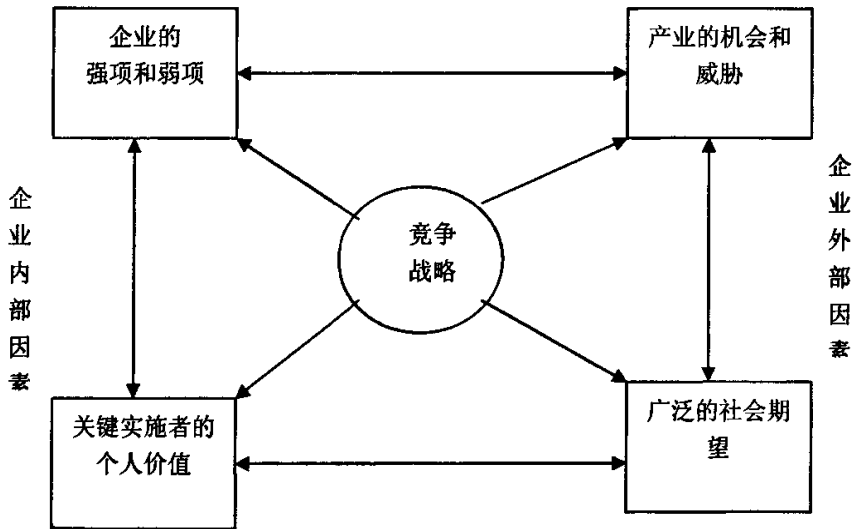 企业的
强项和弱项
产业的机会和
威胁
企业内部因素
竞争
战略
企业外部因素
关键实施者的
个人价值
广泛的社会期
望